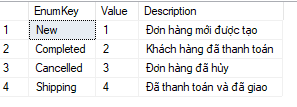 EnumKey Value Description
1 New 1 Đơn hàng mới được tạo
2 Completed 2 Khách hàng đã thanh toán
3 Cancelled 3 Đơn hàng đã hủy
4 Shipping 4 Đã thanh toán và đã giao